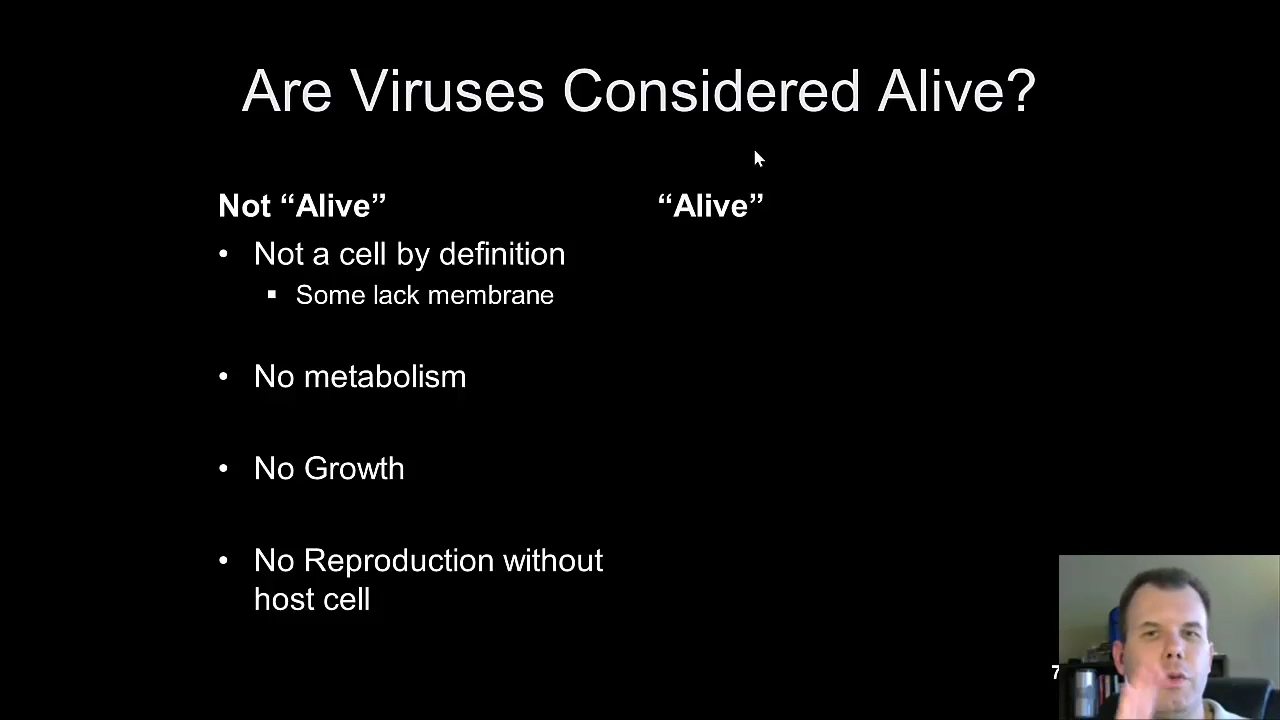 Are Viruses Considered Alive?
Not “Alive”
• Not a cell by definition
▪ Some lack membrane
• No metabolism
• No Growth
• No Reproduction without
host cell
“Alive”
7